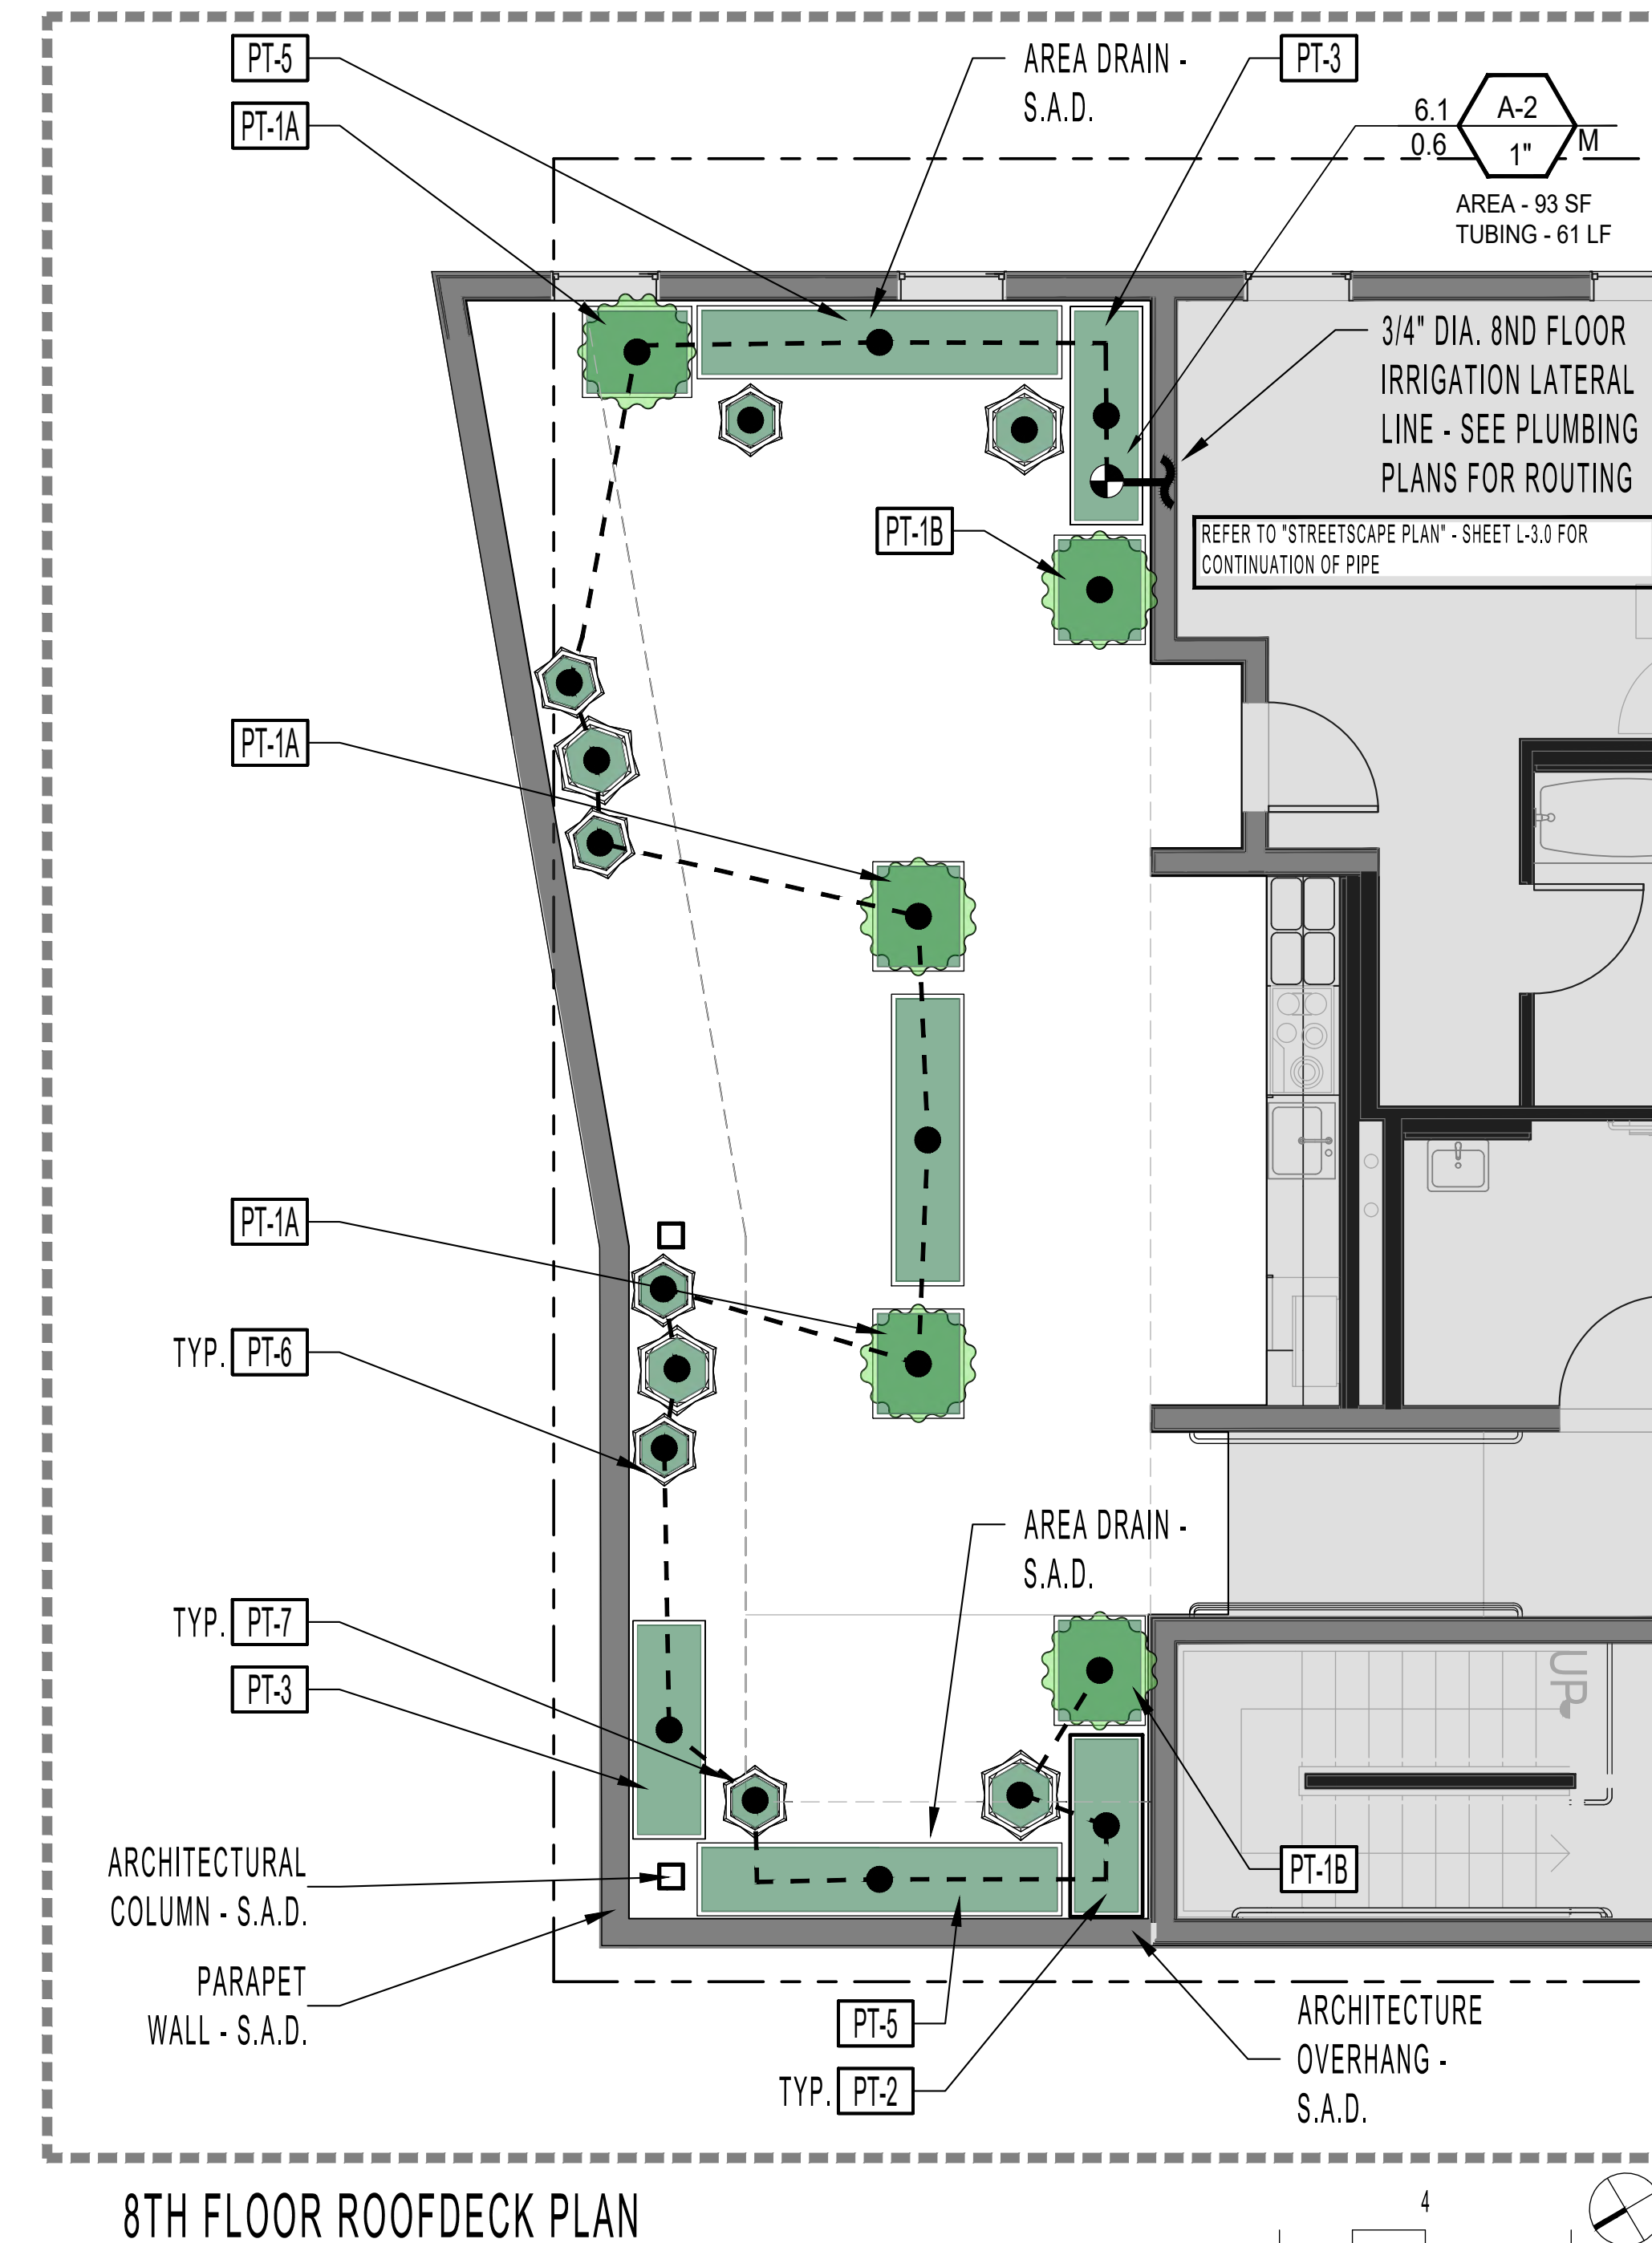 PT-5
PT-1A
AREA DRAIN -
S.A.D.
PT-3
6.1
0.6
A-2
1"
M
AREA - 93 SF
TUBING - 61 LF
3/4" DIA. 8ND FLOOR
IRRIGATION LATERAL
LINE - SEE PLUMBING
PLANS FOR ROUTING
PT-1B
REFER TO "STREETSCAPE PLAN" - SHEET L-3.0 FOR
CONTINUATION OF PIPE
PT-1A
PT-1A
TYP. PT-6
AREA DRAIN -
S.A.D.
TYP. PT-7
PT-3
UP
PT-1B
ARCHITECTURAL
COLUMN - S.A.D.
PARAPET
WALL - S.A.D.
PT-5
TYP. PT-2
ARCHITECTURE
OVERHANG -
S.A.D.
8TH FLOOR ROOFDECK PLAN
4